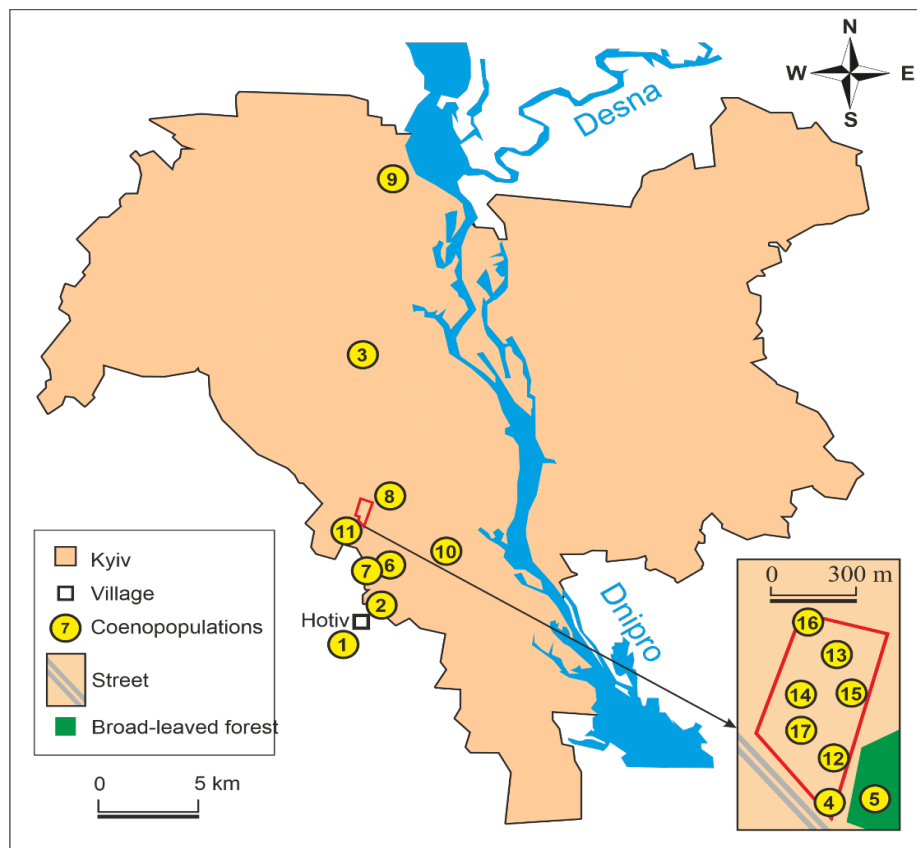 N
W E
S
Desna
9
3
8
11
10
7 6
2
Hotiv
1
Dnipro
Kyiv
Village
7 Coenopopulations
Street
Broad-leaved forest
0 5 km
0 300 m
16
13
14 15
17
12
4 5